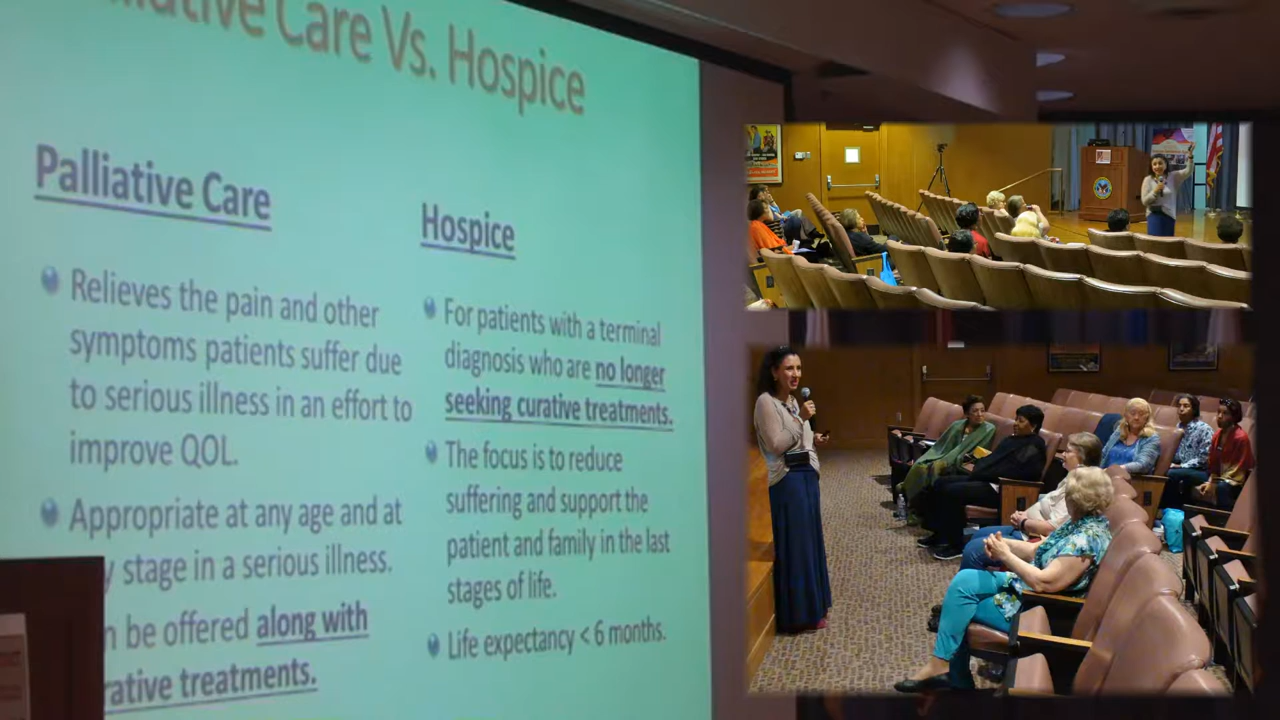 Care Vs. Hospice
Palliative Care
Relieves the pain and other
symptoms patients suffer due
to serious illness in an effort to
improve QOL.
Appropriate at any age and at
y stage in a serious illness.
n be offered along with
rative treatments.
Hospice
For patients with a terminal
diagnosis who are no longer
seeking curative treatments.
The focus is to reduce
suffering and support the
patient and family in the last
stages of life.
Life expectancy < 6 months.